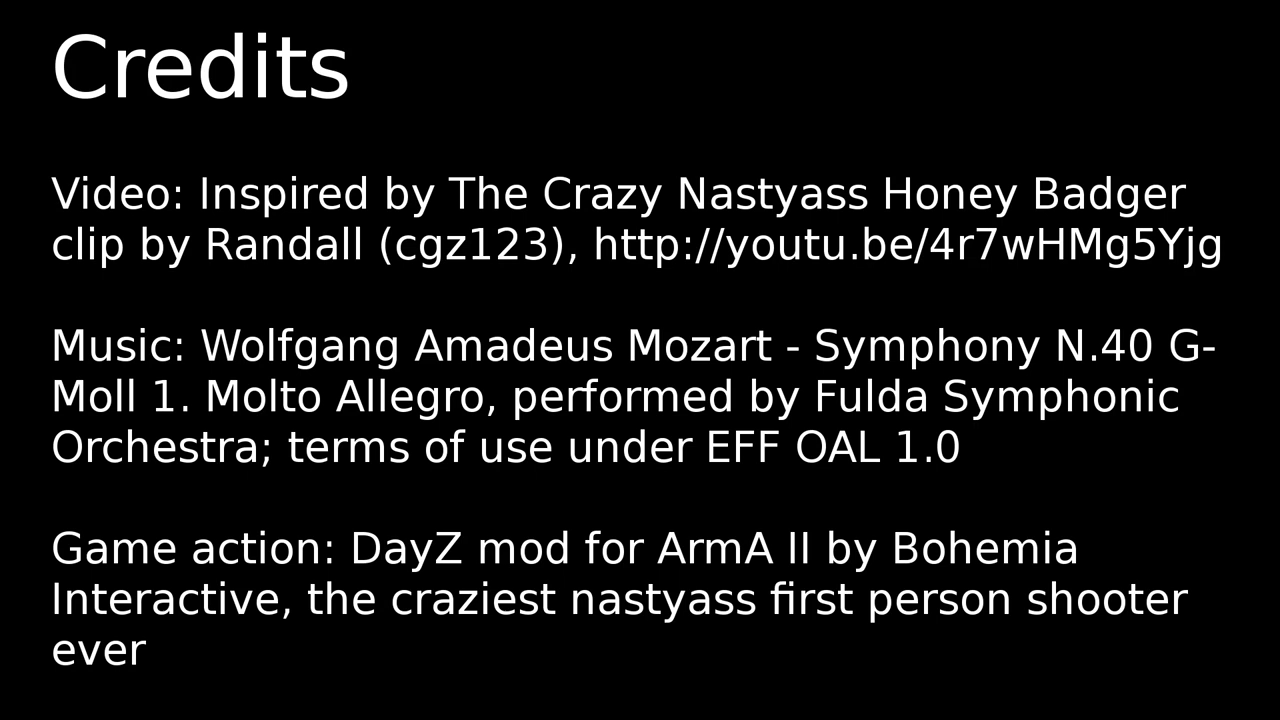 Credits
Video: Inspired by The Crazy Nastyass Honey Badger
clip by Randall (cgz123), http://youtu.be/4r7wHMg5Yjg
Music: Wolfgang Amadeus Mozart - Symphony N.40 G-
Moll 1. Molto Allegro, performed by Fulda Symphonic
Orchestra; terms of use under EFF OAL 1.0
Game action: DayZ mod for ArmA II by Bohemia
Interactive, the craziest nastyass first person shooter
ever